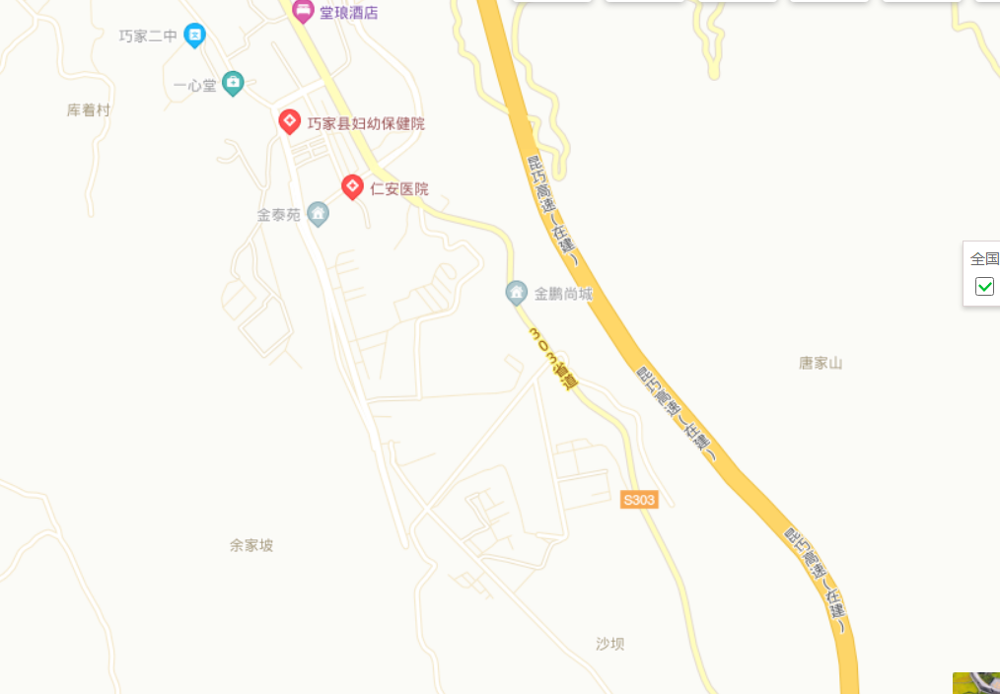 堂琅酒店
巧家二中
一心堂
库着村
巧家县妇幼保健院
仁安医院
金泰苑
昆巧高速(在建)
全国
金鹏尚城
303省道
唐家山
昆巧高速(在建)
S303
昆巧高速(在建)
余家坡
沙坝